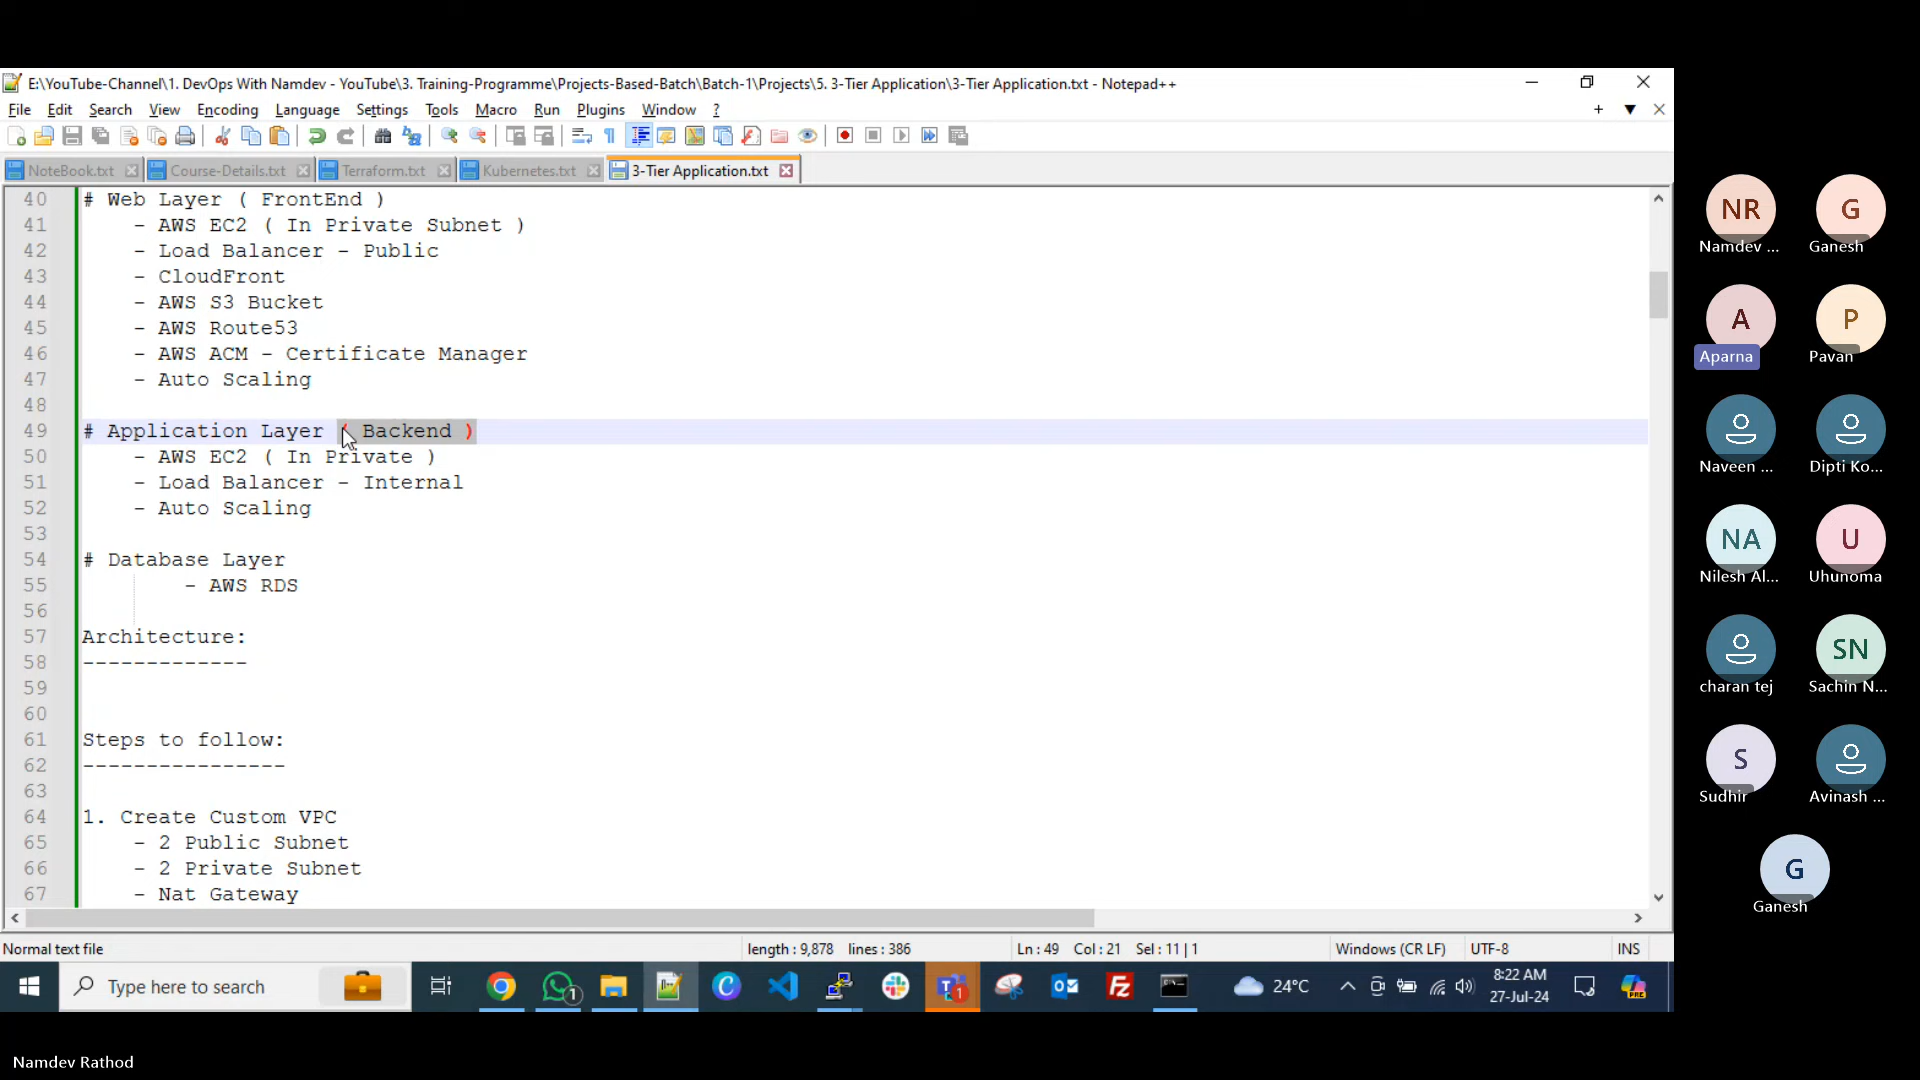 E:\YouTube-Channel\1. DevOps With Namdev - YouTube\3. Training-Programme\Projects-Based-Batch\Batch-1\Projects\5. 3-Tier Application\3-Tier Application.txt - Notepad++
File Edit Search View Encoding Language Settings Tools Macro Run Plugins Window ?
NoteBook.txt Course-Details.txt Terraform.txt Kubernetes.txt 3-Tier Application.txt
40 # Web Layer ( FrontEnd )
41 - AWS EC2 ( In Private Subnet )
42 - Load Balancer - Public
43 - CloudFront
44 - AWS S3 Bucket
45 - AWS Route53
46 - AWS ACM - Certificate Manager
47 - Auto Scaling
48
49 # Application Layer ( Backend )
50 - AWS EC2 ( In Private )
51 - Load Balancer - Internal
52 - Auto Scaling
53
54 # Database Layer
55 - AWS RDS
56
57 Architecture:
58 -------------
59
60
61 Steps to follow:
62 ----------------
63
64 1. Create Custom VPC
65 - 2 Public Subnet
66 - 2 Private Subnet
67 - Nat Gateway
Normal text file length : 9,878 lines : 386 Ln : 49 Col : 21 Sel : 11 | 1 Windows (CR LF) UTF-8 INS
Type here to search 1 1 24°C 8:22 AM
27-Jul-24
NR G
Namdev ... Ganesh
A P
Aparna Pavan
Naveen ... Dipti Ko...
NA U
Nilesh Al... Uhunoma
SN
charan tej Sachin N...
S
Sudhir Avinash ...
G
Ganesh
Namdev Rathod